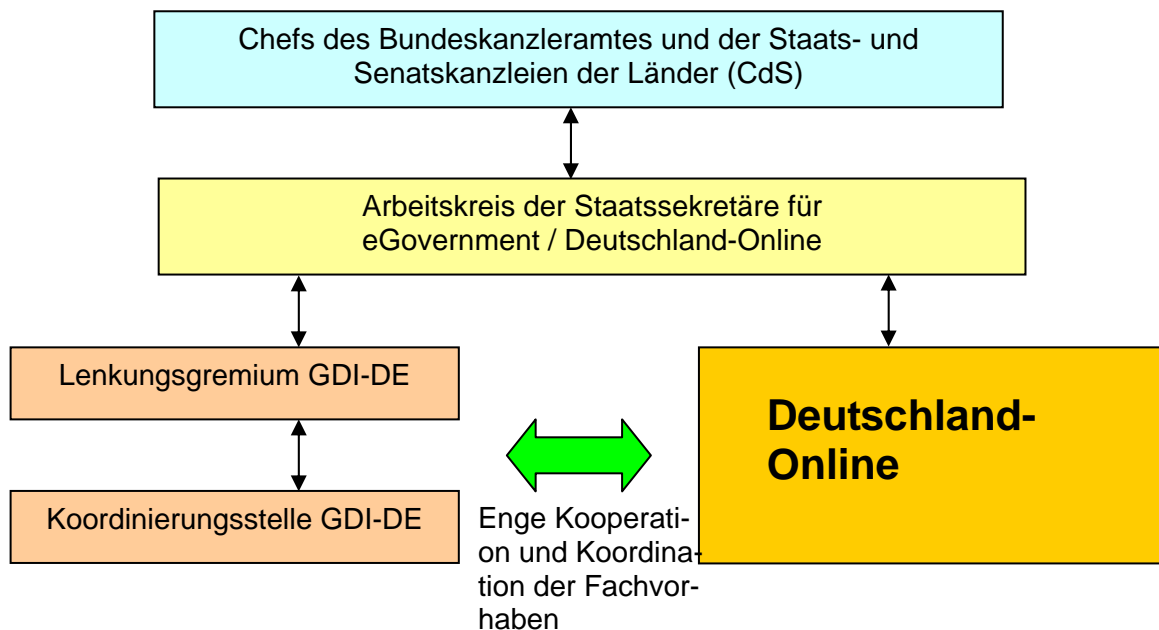 Chefs des Bundeskanzleramtes und der Staats- und
Senatskanzleien der Länder (CdS)
Arbeitskreis der Staatssekretäre für
eGovernment / Deutschland-Online
Lenkungsgremium GDI-DE
Koordinierungsstelle GDI-DE
Enge Kooperati-
on und Koordina-
tion der Fachvor-
haben
Deutschland-
Online